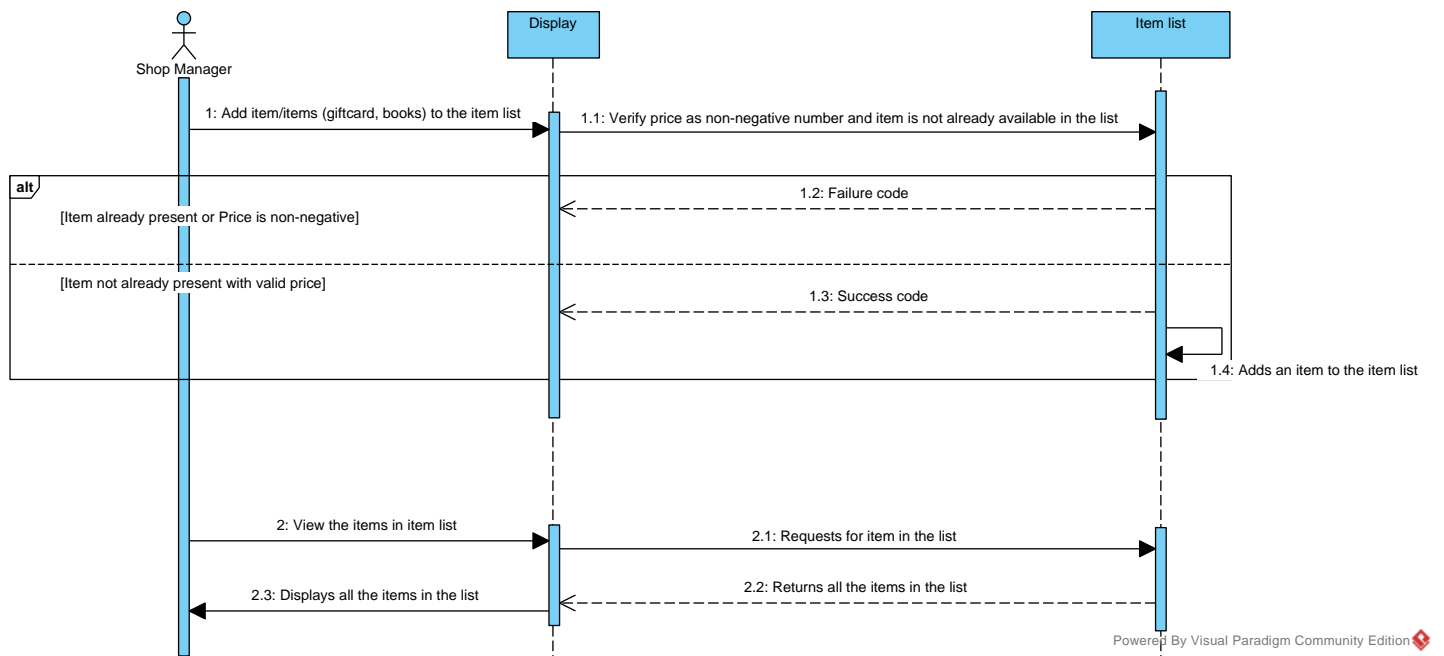 Display
Item list
Shop Manager
1: Add item/items (giftcard, books) to the item list
1.1: Verify price as non-negative number and item is not already available in the list
alt
1.2: Failure code
[Item already present or Price is non-negative]
[Item not already present with valid price]
1.3: Success code
1.4: Adds an item to the item list
2: View the items in item list
2.1: Requests for item in the list
2.2: Returns all the items in the list
2.3: Displays all the items in the list
Powered By Visual Paradigm Community Edition